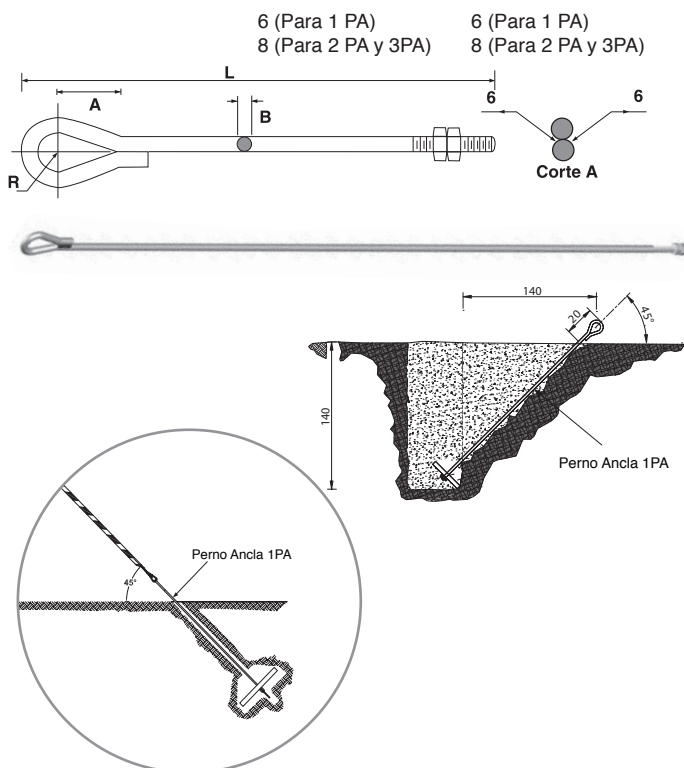 6 (Para 1 PA) 6 (Para 1 PA)
8 (Para 2 PA y 3PA) 8 (Para 2 PA y 3PA)
L
A
B
6 6
R
Corte A
140
20
45°
140
Perno Ancla 1PA
Perno Ancla 1PA
45°